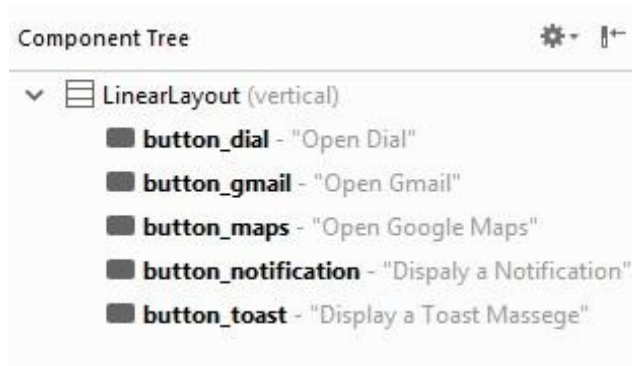 Component Tree
LinearLayout (vertical)
button_dial - "Open Dial"
button_gmail - "Open Gmail"
button_maps - "Open Google Maps"
button_notification - "Dispaly a Notification"
button_toast - "Display a Toast Massege"